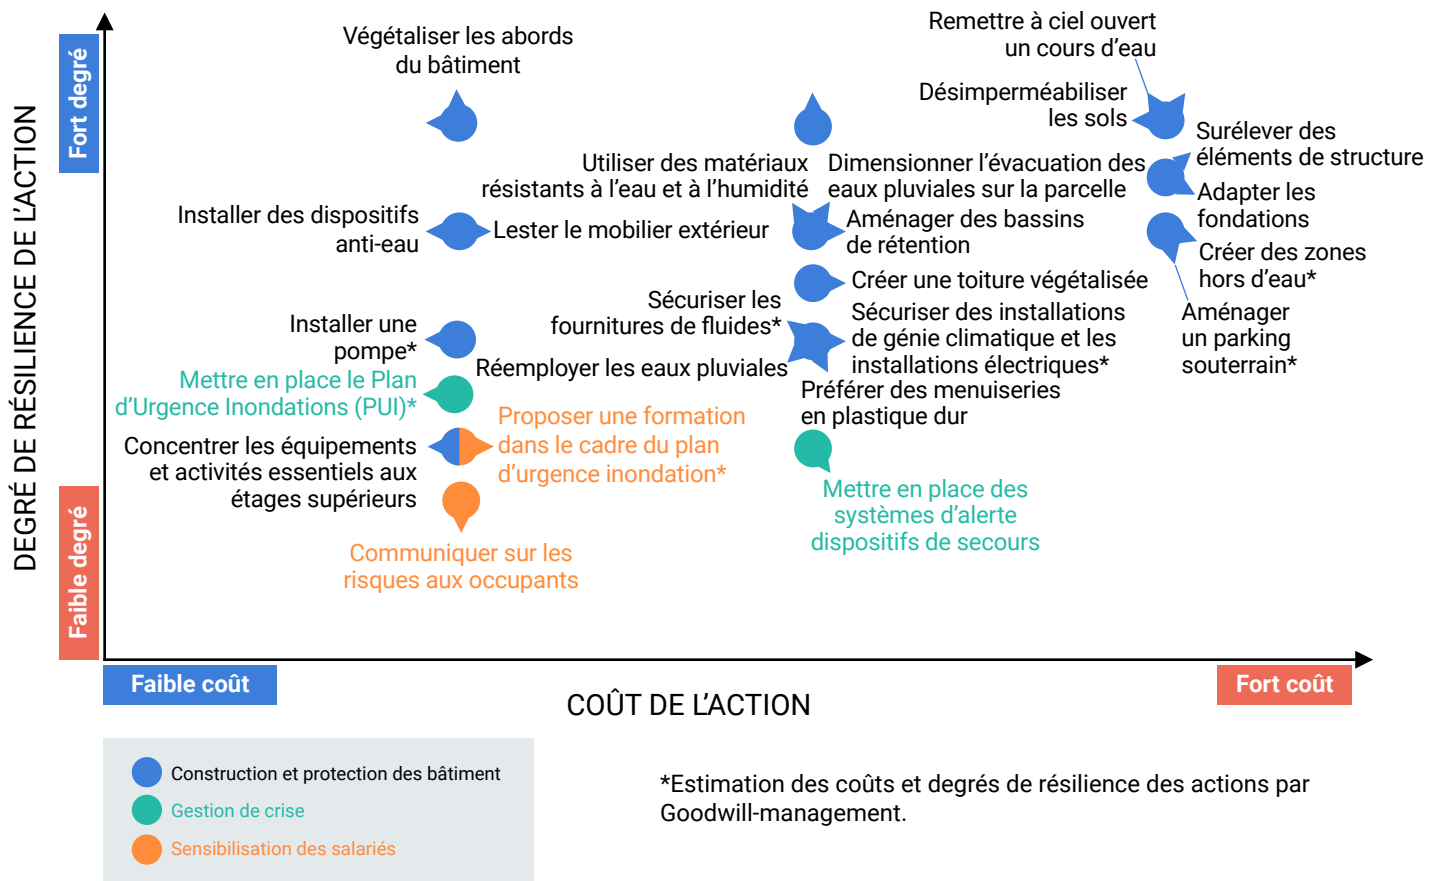 DEGRÉ DE RÉSILIENCE DE L’ACTION
Fort degré
Faible degré
Végétaliser les abords
du bâtiment
Remettre à ciel ouvert
un cours d’eau
Désimperméabiliser
les sols
Surélever des
éléments de structure
Utiliser des matériaux
résistants à l’eau et à l’humidité
Dimensionner l’évacuation des
eaux pluviales sur la parcelle
Adapter les
fondations
Installer des dispositifs
anti-eau
Lester le mobilier extérieur
Aménager des bassins
de rétention
Créer des zones
hors d’eau*
Créer une toiture végétalisée
Sécuriser les
fournitures de fluides*
Sécuriser des installations
de génie climatique et les
installations électriques*
Aménager
un parking
souterrain*
Installer une
pompe*
Réemployer les eaux pluviales
Mettre en place le Plan
d’Urgence Inondations (PUI)*
Préférer des menuiseries
en plastique dur
Proposer une formation
dans le cadre du plan
d’urgence inondation*
Concentrer les équipements
et activités essentiels aux
étages supérieurs
Mettre en place des
systèmes d’alerte
dispositifs de secours
Communiquer sur les
risques aux occupants
Faible coût
Fort coût
COÛT DE L’ACTION
Construction et protection des bâtiment
Gestion de crise
Sensibilisation des salariés
*Estimation des coûts et degrés de résilience des actions par
Goodwill-management.